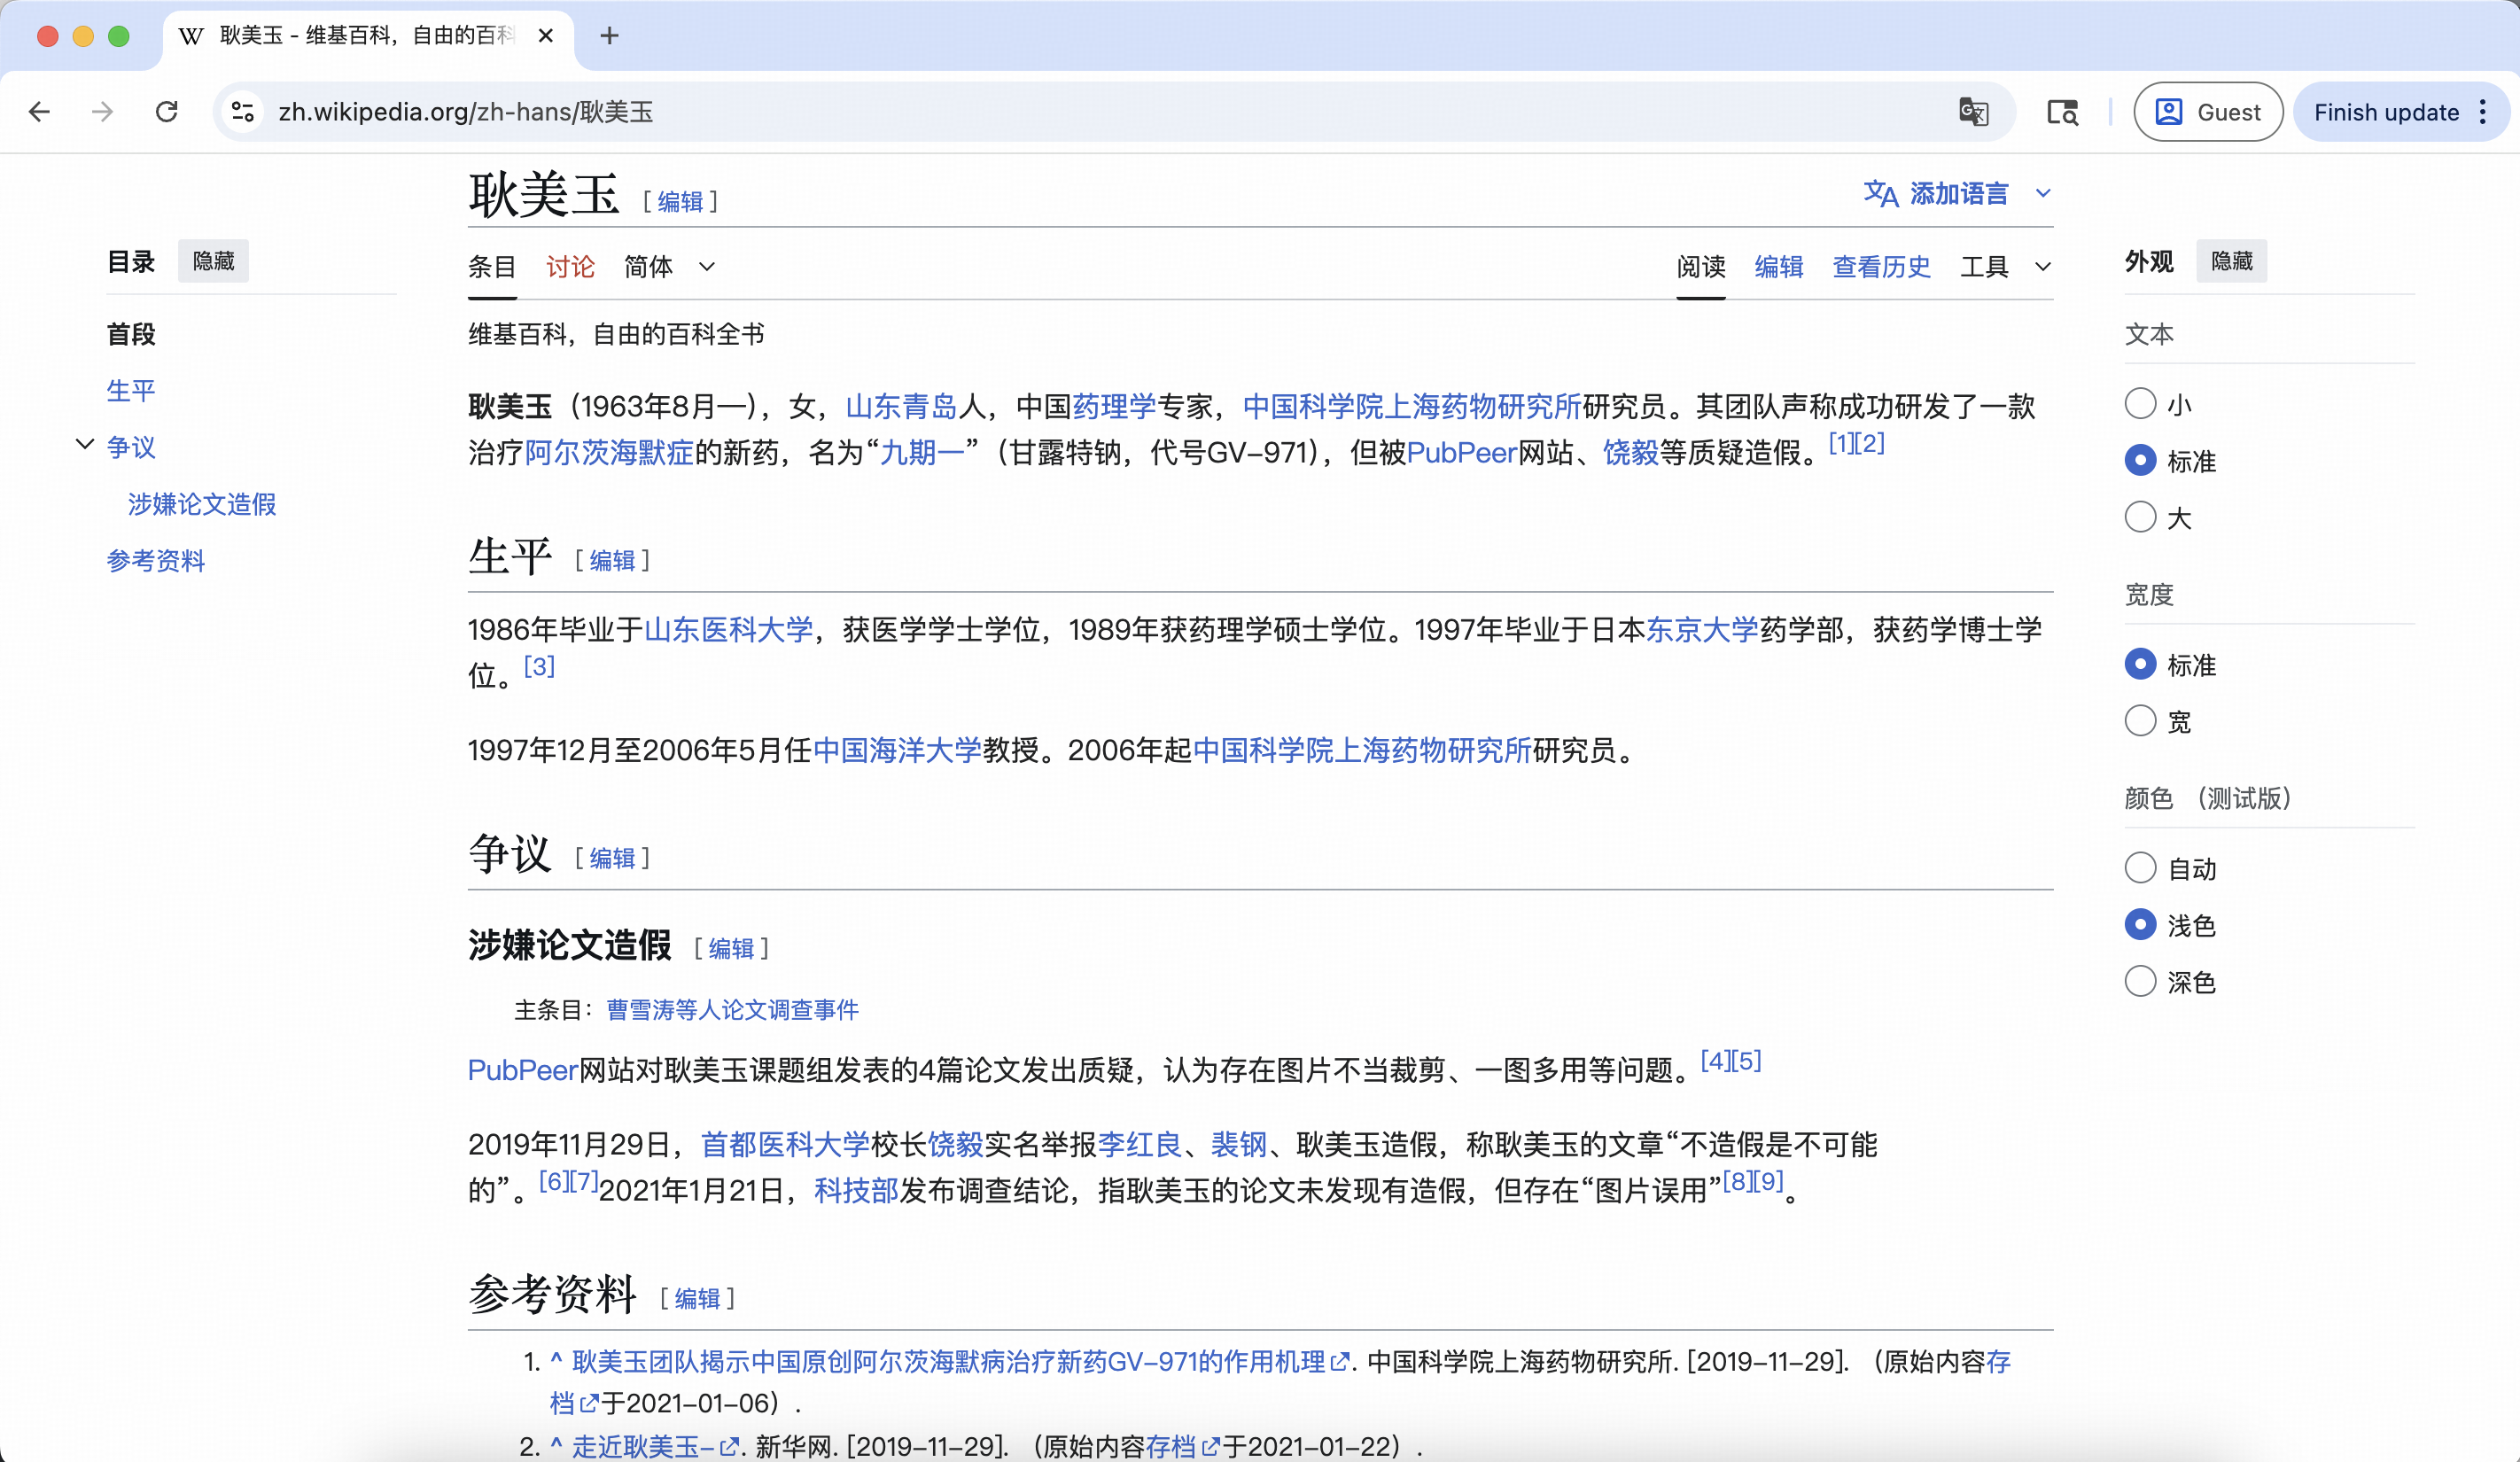 耿美玉 - 维基百科，自由的百科
zh.wikipedia.org/zh-hans/耿美玉
Guest
Finish update
耿美玉 [ 编辑 ]
添加语言
条目 讨论 简体
阅读 编辑 查看历史 工具
目录 隐藏
首段
生平
争议
涉嫌论文造假
参考资料
维基百科，自由的百科全书
耿美玉（1963年8月—），女，山东青岛人，中国药理学专家，中国科学院上海药物研究所研究员。其团队声称成功研发了一款
治疗阿尔茨海默症的新药，名为“九期一”（甘露特钠，代号GV-971），但被PubPeer网站、饶毅等质疑造假。[1][2]
生平 [ 编辑 ]
1986年毕业于山东医科大学，获医学学士学位，1989年获药理学硕士学位。1997年毕业于日本东京大学药学部，获药学博士学
位。[3]
1997年12月至2006年5月任中国海洋大学教授。2006年起中国科学院上海药物研究所研究员。
争议 [ 编辑 ]
涉嫌论文造假 [ 编辑 ]
主条目：曹雪涛等人论文调查事件
PubPeer网站对耿美玉课题组发表的4篇论文发出质疑，认为存在图片不当裁剪、一图多用等问题。[4][5]
2019年11月29日，首都医科大学校长饶毅实名举报李红良、裴钢、耿美玉造假，称耿美玉的文章“不造假是不可能
的”。[6][7]2021年1月21日，科技部发布调查结论，指耿美玉的论文未发现有造假，但存在“图片误用”[8][9]。
参考资料 [ 编辑 ]
1. ^ 耿美玉团队揭示中国原创阿尔茨海默病治疗新药GV-971的作用机理. 中国科学院上海药物研究所. [2019-11-29]. （原始内容存
档于2021-01-06）.
2. ^ 走近耿美玉-. 新华网. [2019-11-29]. （原始内容存档于2021-01-22）.
外观 隐藏
文本
小
标准
大
宽度
标准
宽
颜色 （测试版）
自动
浅色
深色